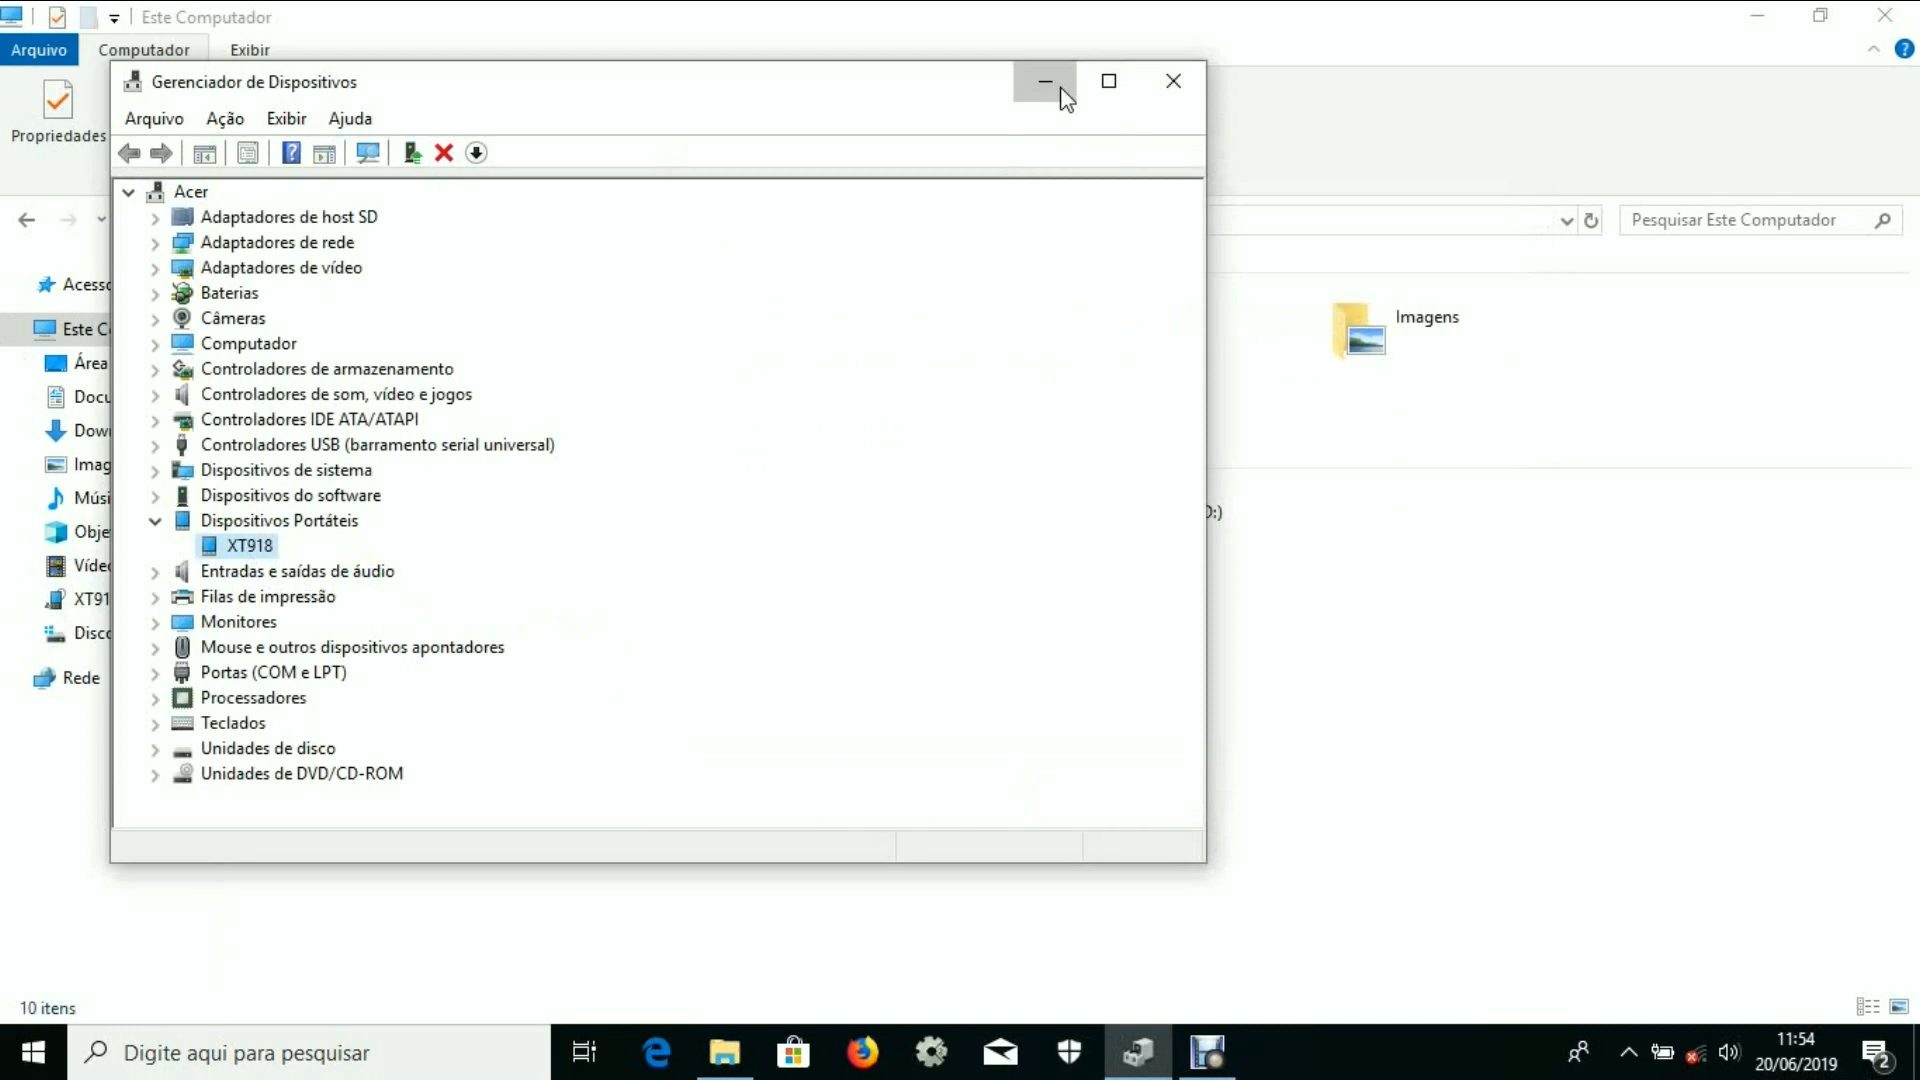 Este Computador
Arquivo Computador Exibir
Propriedades
Gerenciador de Dispositivos
Arquivo Ação Exibir Ajuda
Acer
Adaptadores de host SD
Adaptadores de rede
Adaptadores de vídeo
Baterias
Câmeras
Computador
Controladores de armazenamento
Controladores de som, vídeo e jogos
Controladores IDE ATA/ATAPI
Controladores USB (barramento serial universal)
Dispositivos de sistema
Dispositivos do software
Dispositivos Portáteis
XT918
Entradas e saídas de áudio
Filas de impressão
Monitores
Mouse e outros dispositivos apontadores
Portas (COM e LPT)
Processadores
Teclados
Unidades de disco
Unidades de DVD/CD-ROM
Acesso
Este C
Área
Docu
Down
Imag
Músi
Obje
Víde
XT91
Disco
Rede
Pesquisar Este Computador
Imagens
D:)
10 itens
Digite aqui para pesquisar
11:54
20/06/2019
2